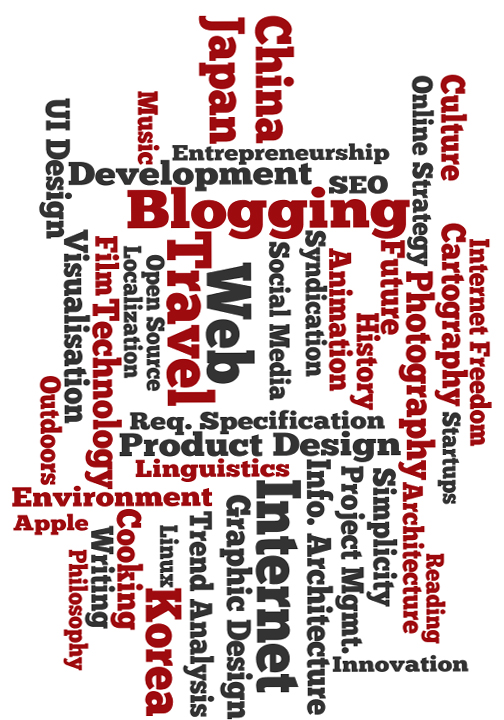 China
Japan
Music
Culture
Online Strategy
UI Design
Entrepreneurship
Development
SEO
Blogging
Visualisation
Film
Technology
Localization
Open Source
Travel
Web
Social Media
Syndication
Animation
History
Future
Photography
Cartography
Internet Freedom
Outdoors
Startups
Req. Specification
Product Design
Linguistics
Environment
Apple
Writing
Philosophy
Cooking
Linux
Korea
Trend Analysis
Graphic Design
Internet
Info. Architecture
Project Mgmt.
Simplicity
Architecture
Reading
Innovation